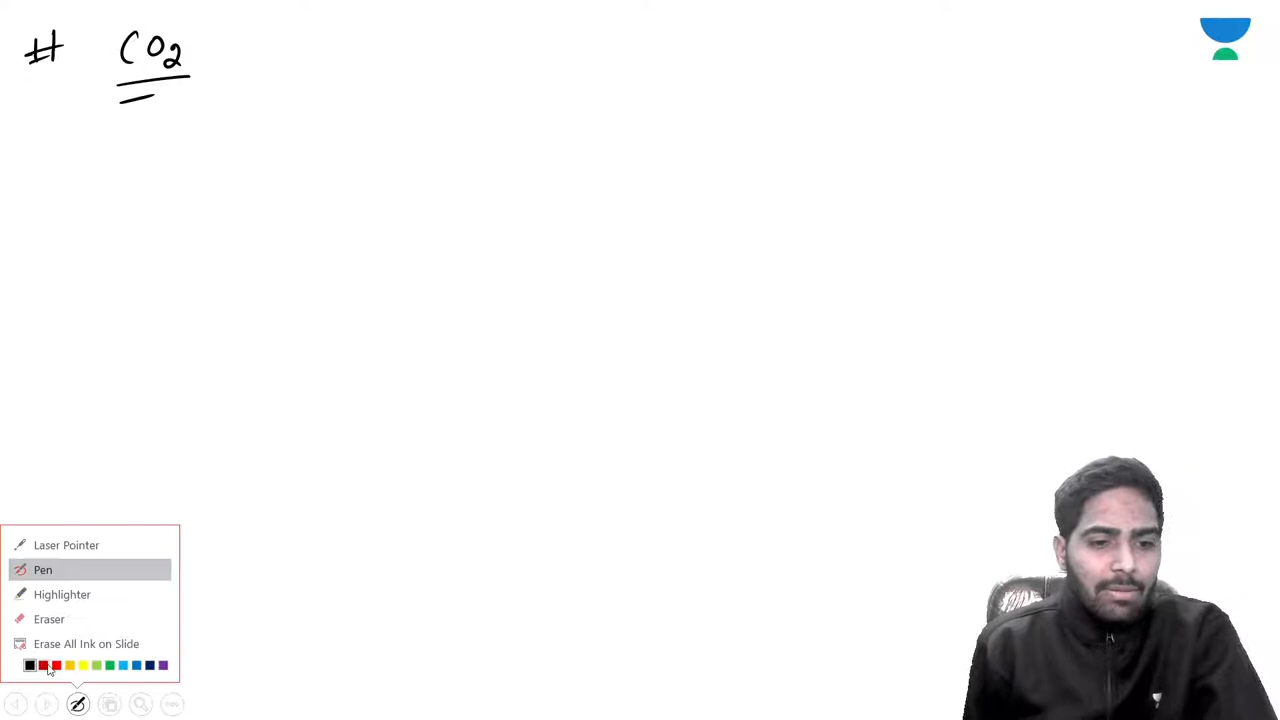 # CO₂
Laser Pointer
Pen
Highlighter
Eraser
Erase All Ink on Slide